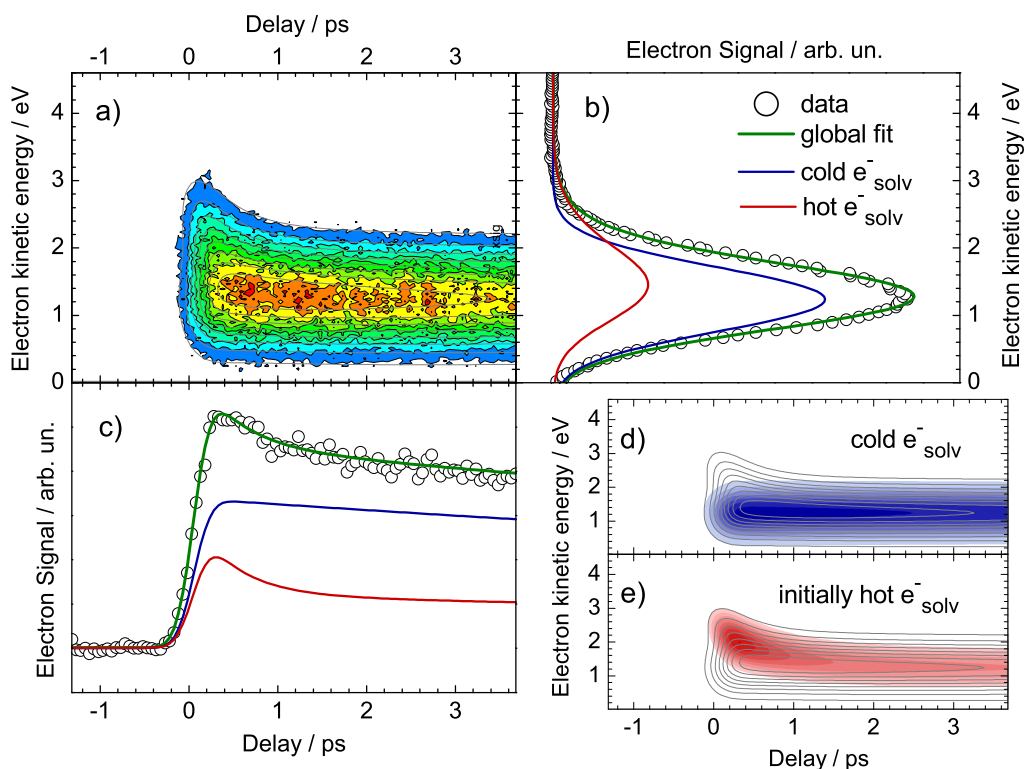 Delay / ps
-1 0 1 2 3
Electron Signal / arb. un.
Electron kinetic energy / eV
4
3
2
1
0
a)
b)
data
global fit
cold e-solv
hot e-solv
4
3
2
1
0
Electron kinetic energy / eV
Electron Signal / arb. un.
c)
-1 0 1 2 3
Delay / ps
Electron kinetic energy / eV
4
3
2
1
d)
cold e-solv
4
3
2
1
e)
initially hot e-solv
-1 0 1 2 3
Delay / ps